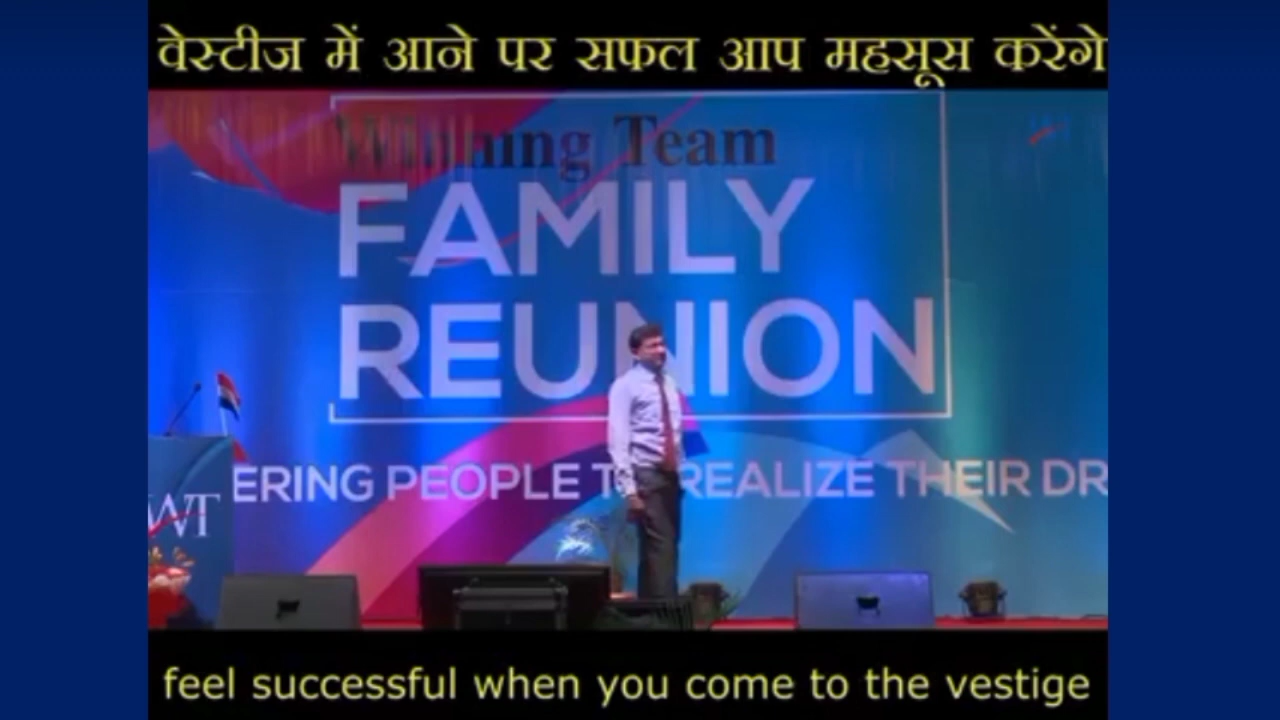 वेस्टीज में आने पर सफल आप महसूस करेंगे
Winning Team
FAMILY
REUNION
ERING PEOPLE T REALIZE THEIR DR
WT
feel successful when you come to the vestige